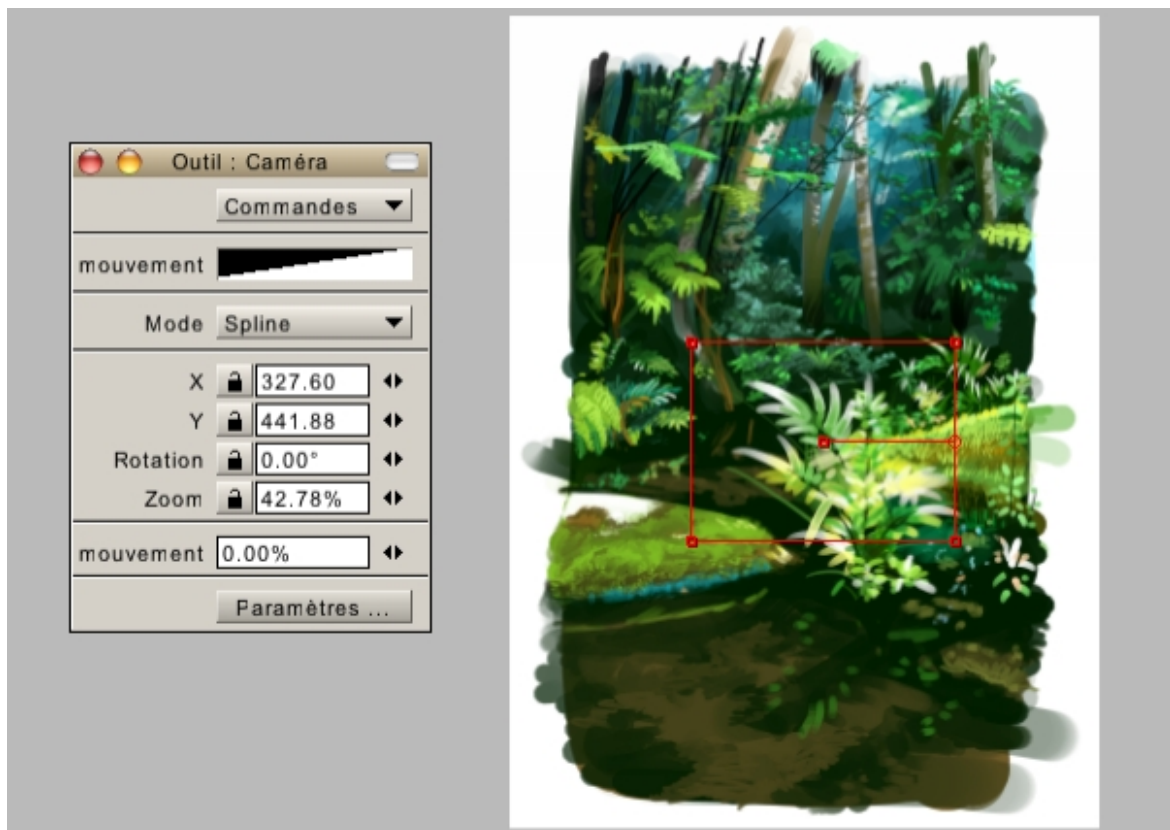 Outil : Caméra
Commandes
mouvement
Mode Spline
X 327.60
Y 441.88
Rotation 0.00°
Zoom 42.78%
mouvement 0.00%
Paramètres ...